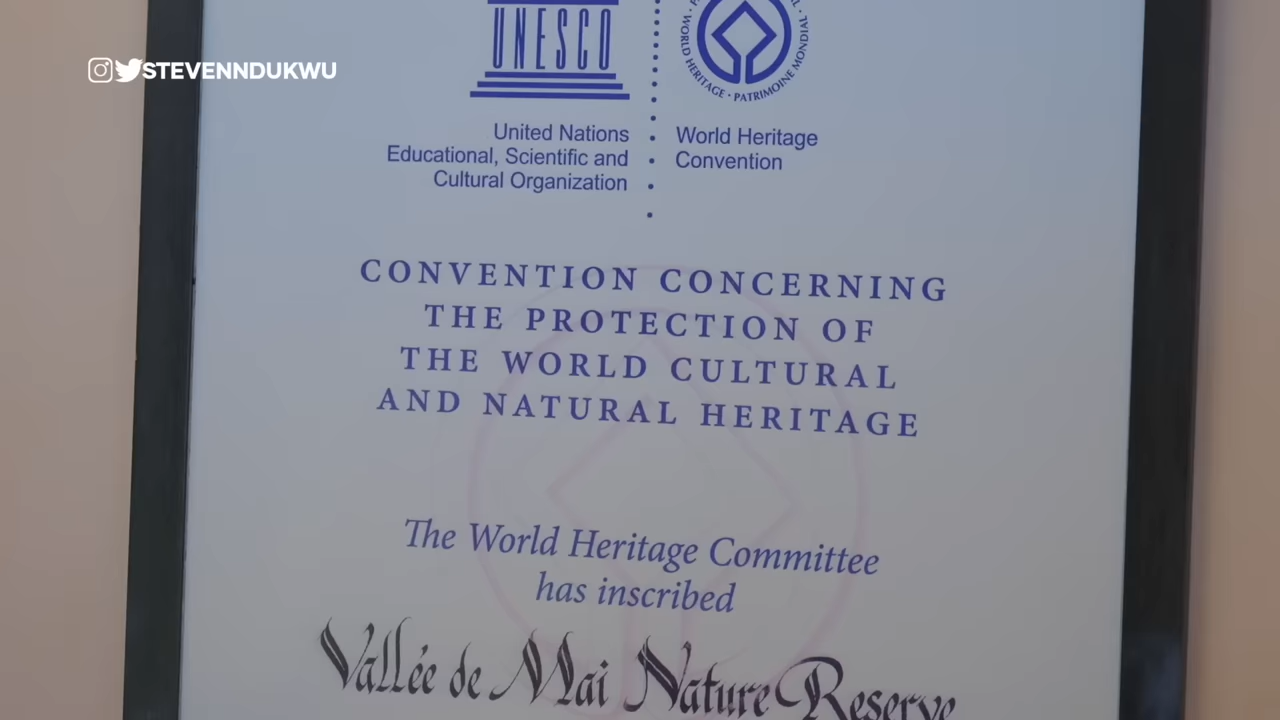 STEVENNDUKWU
UNESCO
WORLD HERITAGE · PATRIMOINE MONDIAL ·
United Nations
Educational, Scientific and
Cultural Organization
World Heritage
Convention
CONVENTION CONCERNING
THE PROTECTION OF
THE WORLD CULTURAL
AND NATURAL HERITAGE
The World Heritage Committee
has inscribed
Vallée de Mai Nature Reserve